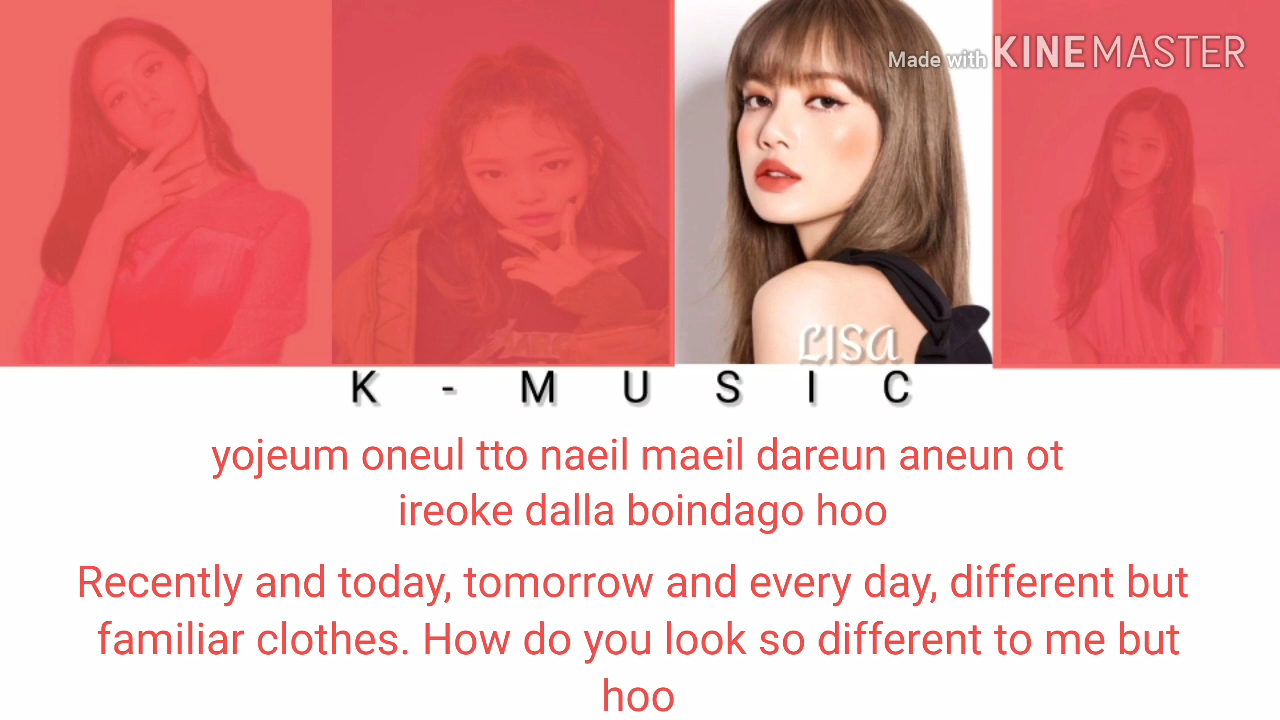 Made with KINEMASTER
LISA
K - MUSIC
yojeum oneul tto naeil maeil dareun aneun ot
ireoke dalla boindago hoo
Recently and today, tomorrow and every day, different but
familiar clothes. How do you look so different to me but
hoo